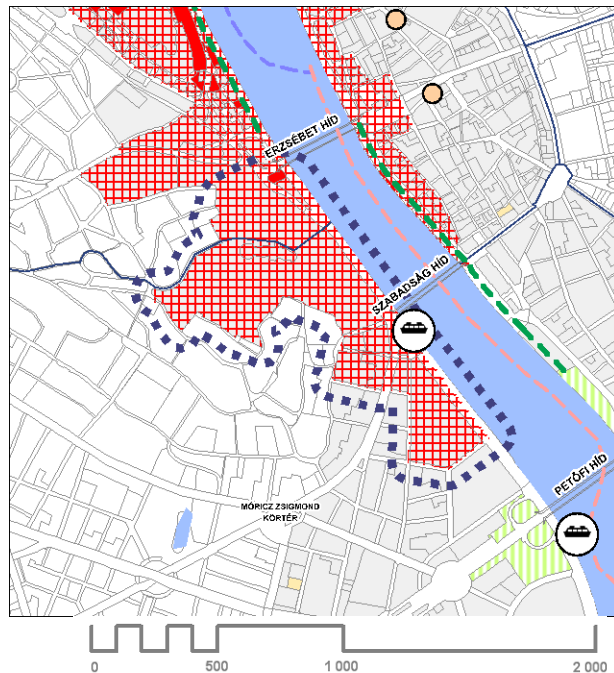 ERZSÉBET HÍD
SZABADSÁG HÍD
PETŐFI HÍD
MÓRICZ ZSIGMOND
KÖRTÉR
0 500 1 000 2 000